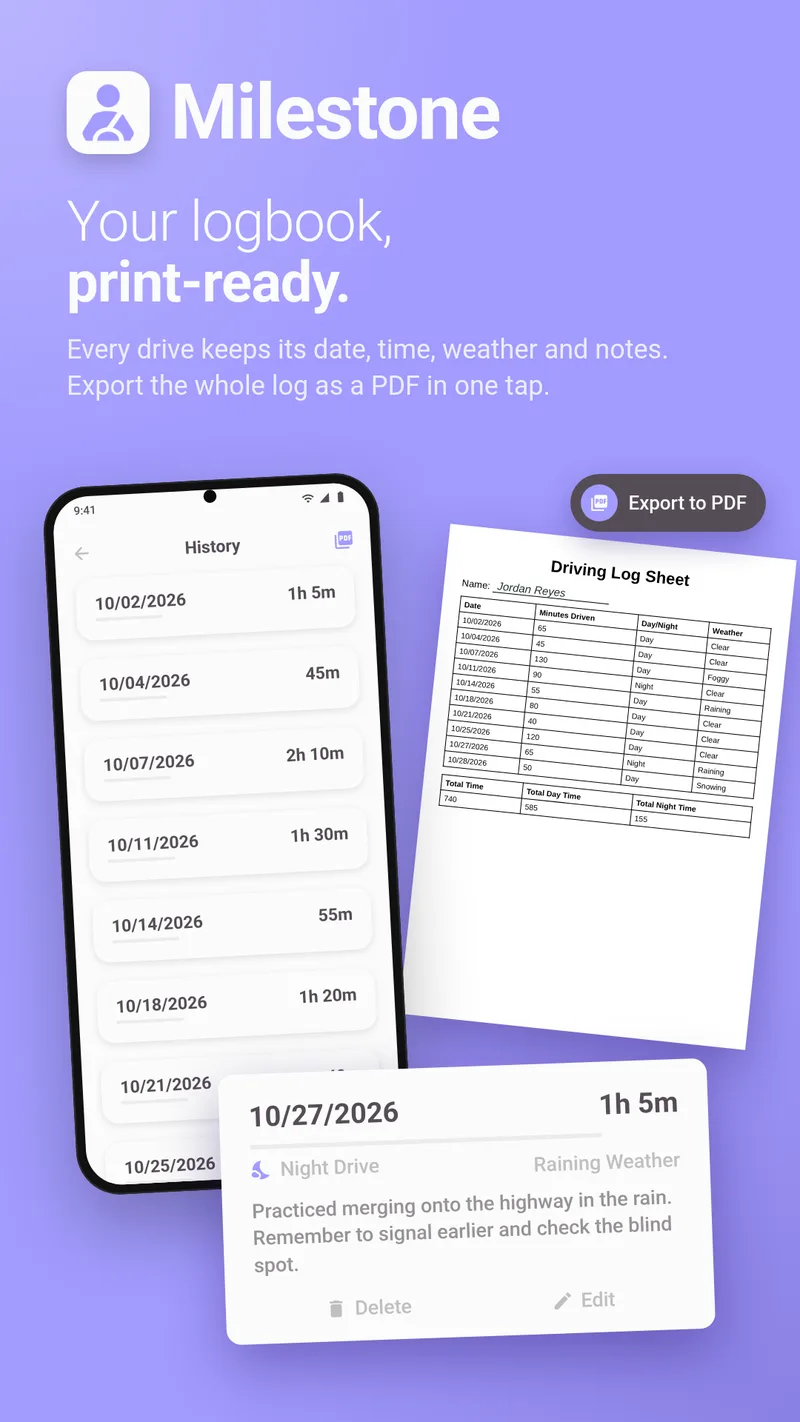 Milestone
Your logbook,
print-ready.
Every drive keeps its date, time, weather and notes.
Export the whole log as a PDF in one tap.
9:41
History
PDF
10/02/2026 1h 5m
10/04/2026 45m
10/07/2026 2h 10m
10/11/2026 1h 30m
10/14/2026 55m
10/18/2026 1h 20m
10/21/2026
10/25/2026
PDF Export to PDF
Driving Log Sheet
Name: Jordan Reyes
Date Minutes Driven Day/Night Weather
10/02/2026 65 Day Clear
10/04/2026 45 Day Clear
10/07/2026 130 Day Foggy
10/11/2026 90 Night Clear
10/14/2026 55 Day Raining
10/18/2026 80 Day Clear
10/21/2026 40 Day Clear
10/25/2026 120 Day Clear
10/27/2026 65 Night Raining
10/28/2026 50 Day Snowing
Total Time Total Day Time Total Night Time
740 585 155
10/27/2026 1h 5m
Night Drive Raining Weather
Practiced merging onto the highway in the rain.
Remember to signal earlier and check the blind
spot.
Delete Edit